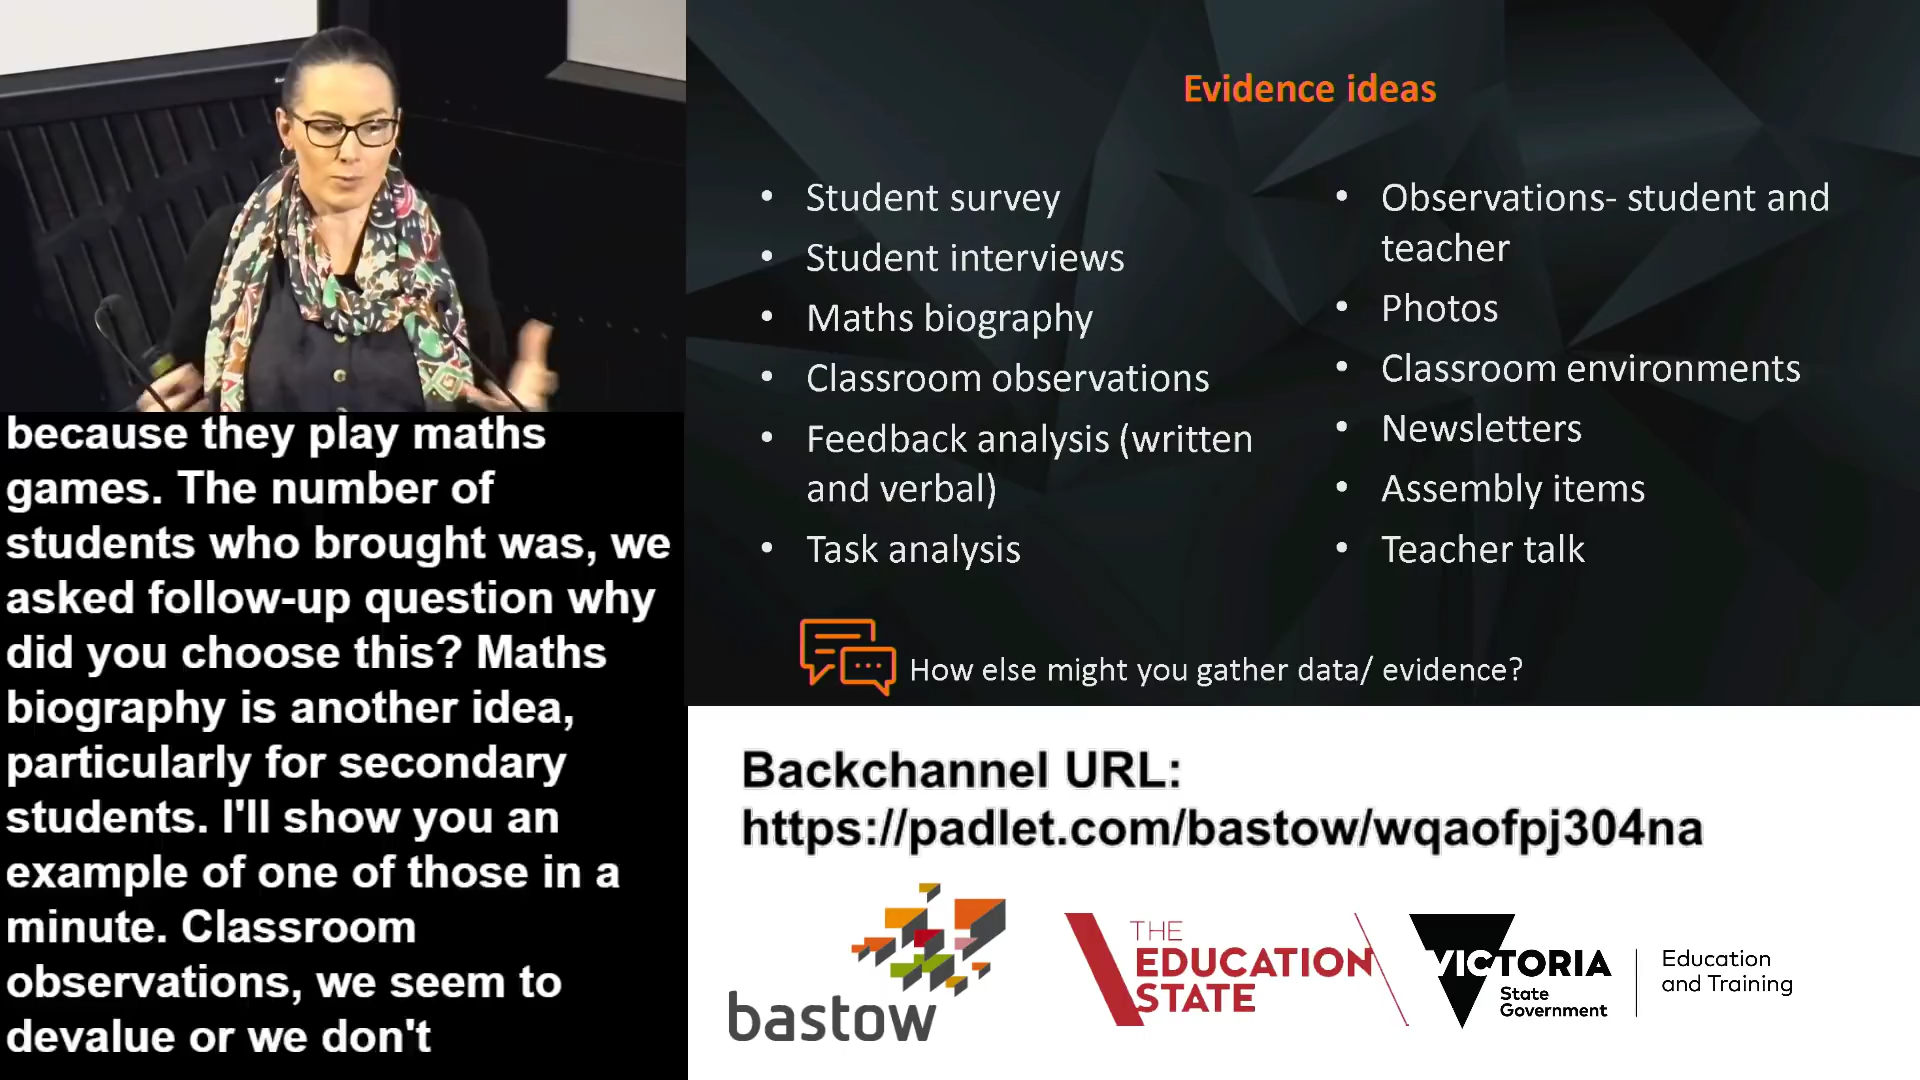 Evidence ideas
• Student survey
• Student interviews
• Maths biography
• Classroom observations
• Feedback analysis (written
and verbal)
• Task analysis
• Observations- student and
teacher
• Photos
• Classroom environments
• Newsletters
• Assembly items
• Teacher talk
How else might you gather data/ evidence?
because they play maths
games. The number of
students who brought was, we
asked follow-up question why
did you choose this? Maths
biography is another idea,
particularly for secondary
students. I'll show you an
example of one of those in a
minute. Classroom
observations, we seem to
devalue or we don't
Backchannel URL:
https://padlet.com/bastow/wqaofpj304na
bastow
THE
EDUCATION
STATE
VICTORIA
State
Government
Education
and Training